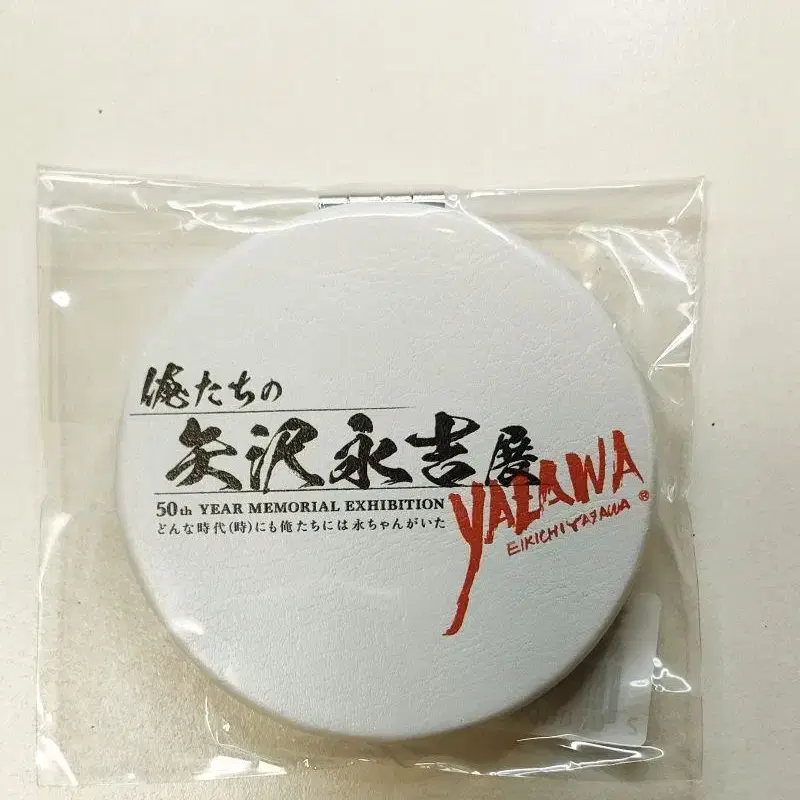 俺たちの
矢沢永吉展
50th YEAR MEMORIAL EXHIBITION
どんな時代(時)にも俺たちには永ちゃんがいた
YAZAWA
EIKICHI YAZAWA ®